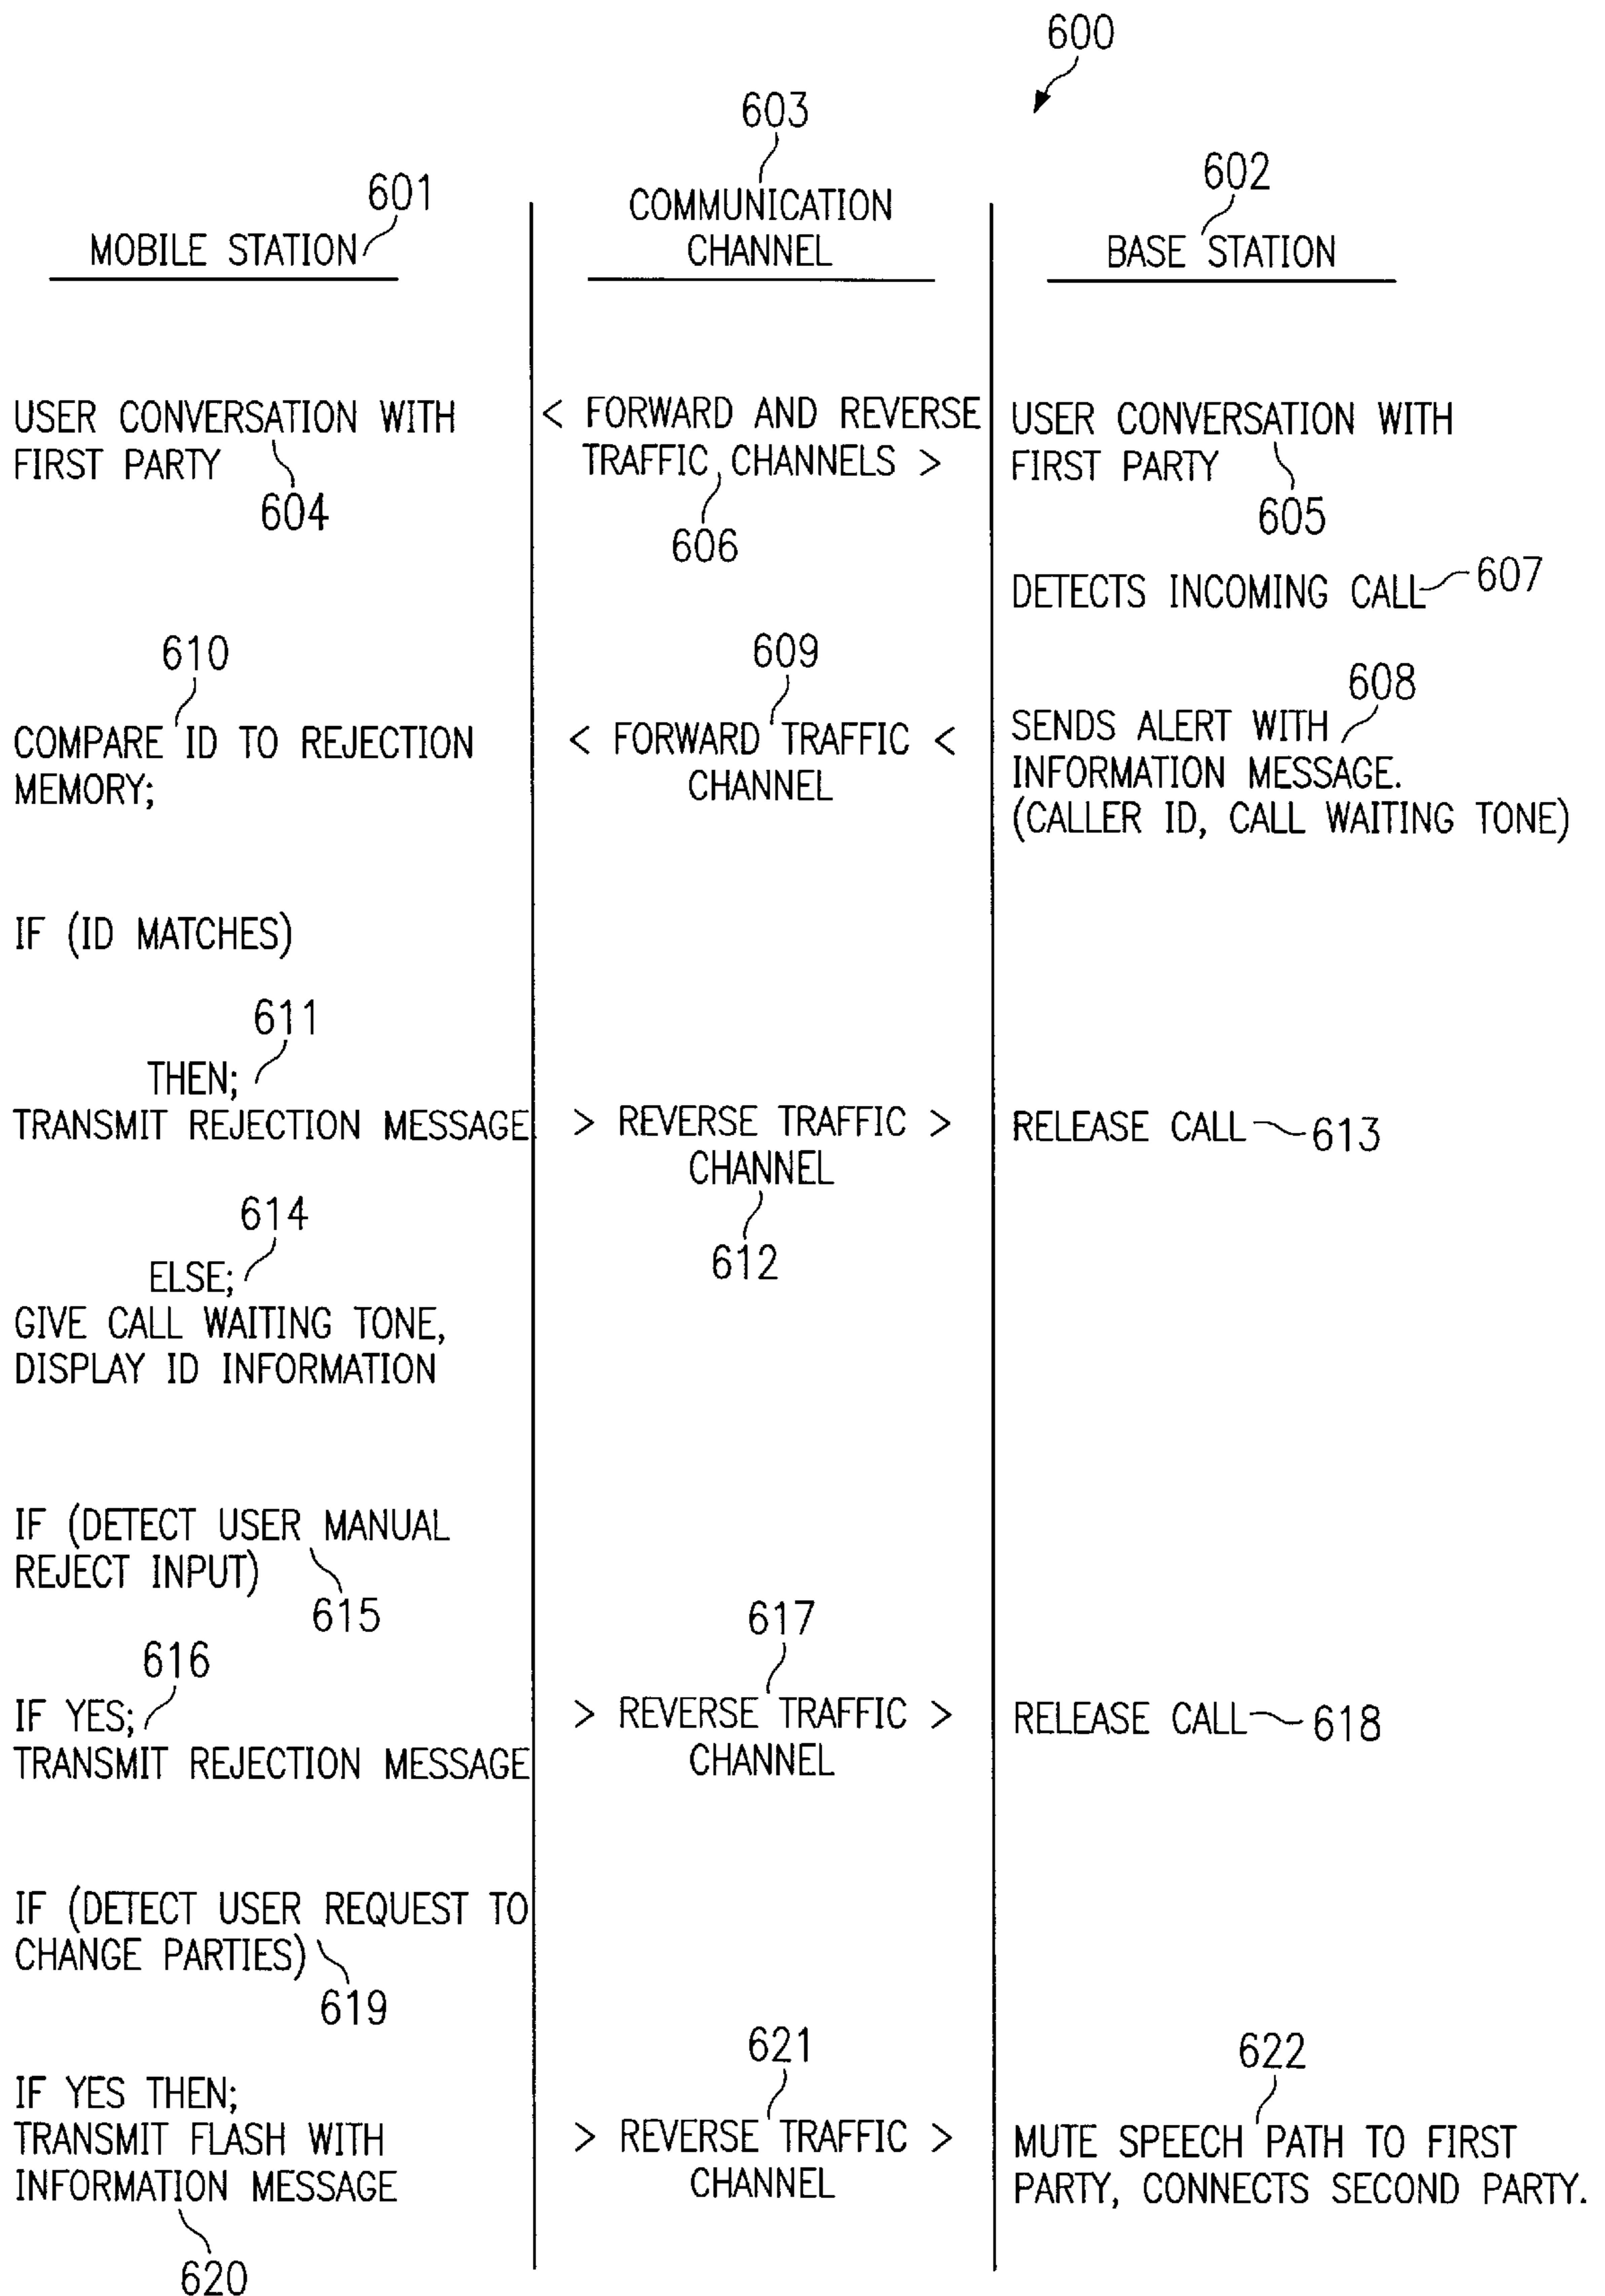 600
603
602
601
COMMUNICATION
CHANNEL
MOBILE STATION
BASE STATION
USER CONVERSATION WITH
FIRST PARTY
604
< FORWARD AND REVERSE
TRAFFIC CHANNELS >
606
USER CONVERSATION WITH
FIRST PARTY
605
DETECTS INCOMING CALL
607
610
COMPARE ID TO REJECTION
MEMORY;
609
< FORWARD TRAFFIC <
CHANNEL
608
SENDS ALERT WITH
INFORMATION MESSAGE.
(CALLER ID, CALL WAITING TONE)
IF (ID MATCHES)
611
THEN;
TRANSMIT REJECTION MESSAGE
> REVERSE TRAFFIC >
CHANNEL
612
RELEASE CALL
613
614
ELSE;
GIVE CALL WAITING TONE,
DISPLAY ID INFORMATION
IF (DETECT USER MANUAL
REJECT INPUT)
615
616
IF YES;
TRANSMIT REJECTION MESSAGE
617
> REVERSE TRAFFIC >
CHANNEL
RELEASE CALL
618
IF (DETECT USER REQUEST TO
CHANGE PARTIES)
619
IF YES THEN;
TRANSMIT FLASH WITH
INFORMATION MESSAGE
620
621
> REVERSE TRAFFIC >
CHANNEL
622
MUTE SPEECH PATH TO FIRST
PARTY, CONNECTS SECOND PARTY.